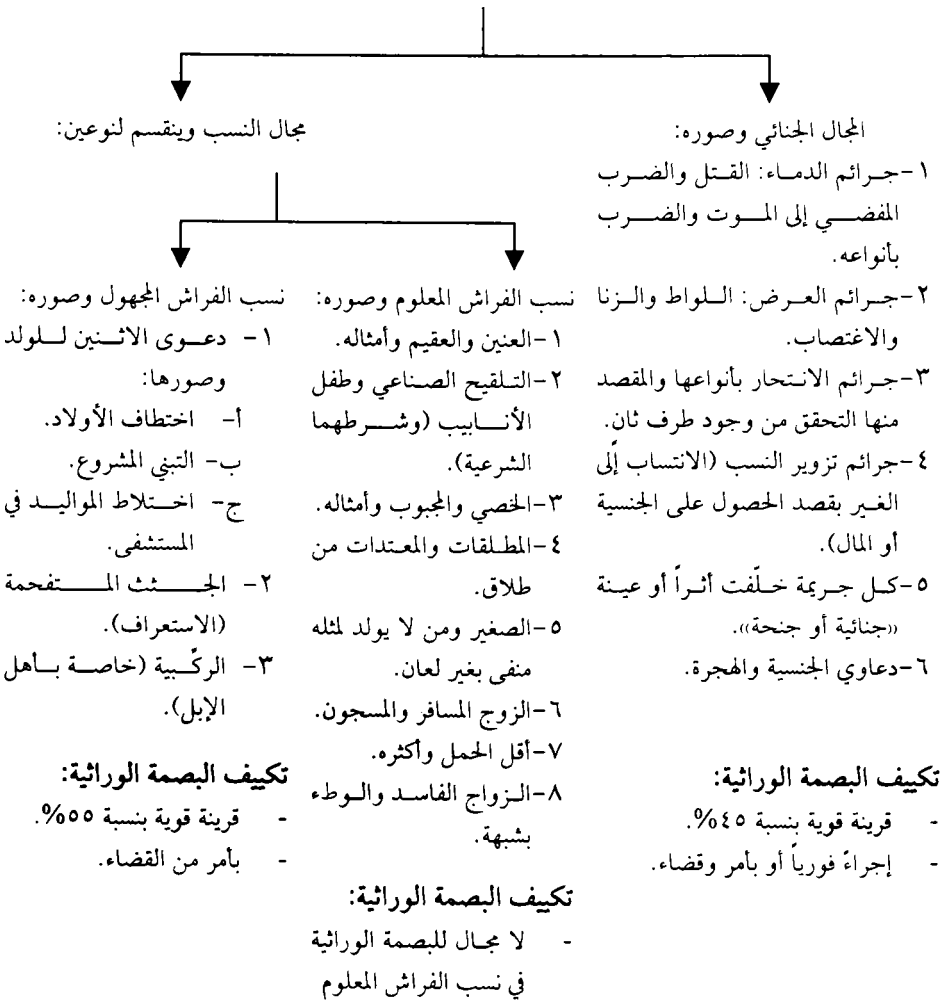 المجال الجنائي وصوره:
١-جرائم الدماء: القتل والضرب
المفضي إلى الموت والضرب
بأنواعه.
٢-جرائم العرض: اللواط والزنا
والاغتصاب.
٣-جرائم الانتحار بأنواعها والمقصد
منها التحقق من وجود طرف ثان.
٤-جرائم تزوير النسب (الانتساب إلى
الغير بقصد الحصول على الجنسية
أو المال).
٥-كل جريمة خلّفت أثراً أو عينة
«جنائية أو جنحة».
٦-دعاوي الجنسية والهجرة.
تكييف البصمة الوراثية:
- قرينة قوية بنسبة ٤٥%.
- إجراءً فورياً أو بأمر وقضاء.
مجال النسب وينقسم لنوعين:
نسب الفراش المعلوم وصوره:
١-العنين والعقيم وأمثاله.
٢-التلقيح الصناعي وطفل
الأنابيب (وشرطهما
الشرعية).
٣-الخصي والمجبوب وأمثاله.
٤-المطلقات والمعتدات من
طلاق.
٥-الصغير ومن لا يولد لمثله
منفى بغير لعان.
٦-الزوج المسافر والمسجون.
٧-أقل الحمل وأكثره.
٨-الزواج الفاسد والوطء
بشبهة.
تكييف البصمة الوراثية:
- لا مجال للبصمة الوراثية
في نسب الفراش المعلوم
نسب الفراش المجهول وصوره:
١- دعوى الاثنين للولد
وصورها:
أ- اختطاف الأولاد.
ب- التبني المشروع.
ج- اختلاط المواليد في
المستشفى.
٢- الجثث المتفحمة
(الاستعراف).
٣- الركّبية (خاصة بأهل
الإبل).
تكييف البصمة الوراثية:
- قرينة قوية بنسبة ٥٥%.
- بأمر من القضاء.